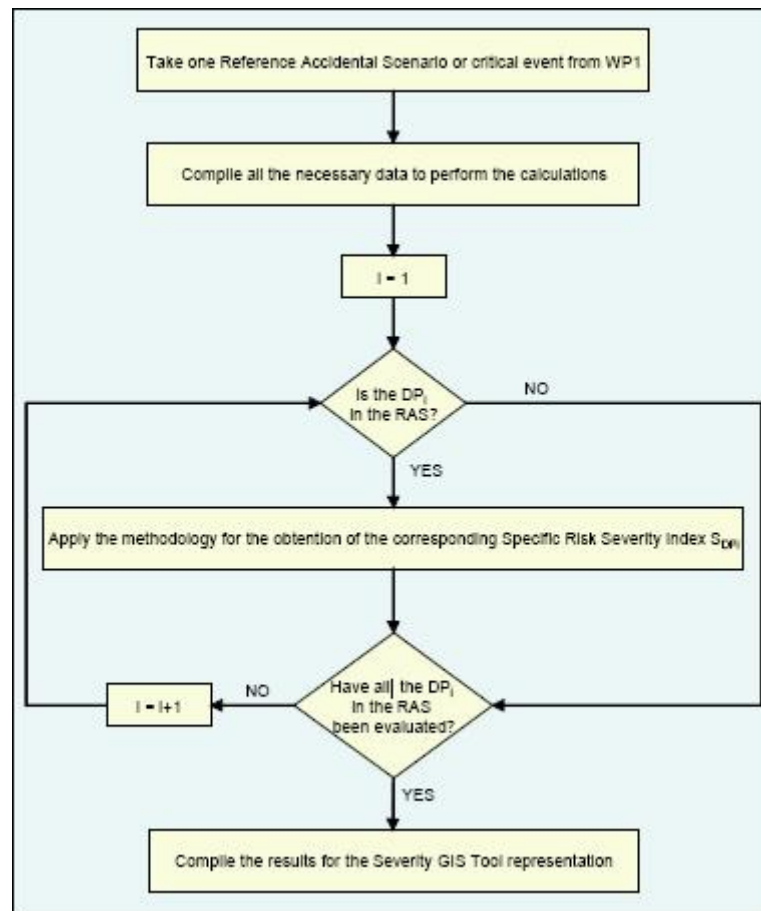 Take one Reference Accidental Scenario or critical event from WP1
Compile all the necessary data to perform the calculations
I = 1
Is the DPI
in the RAS?
NO
YES
Apply the methodology for the obtention of the corresponding Specific Risk Severity Index SDPI
Have all| the DPI
in the RAS
been evaluated?
NO
I = I+1
YES
Compile the results for the Severity GIS Tool representation